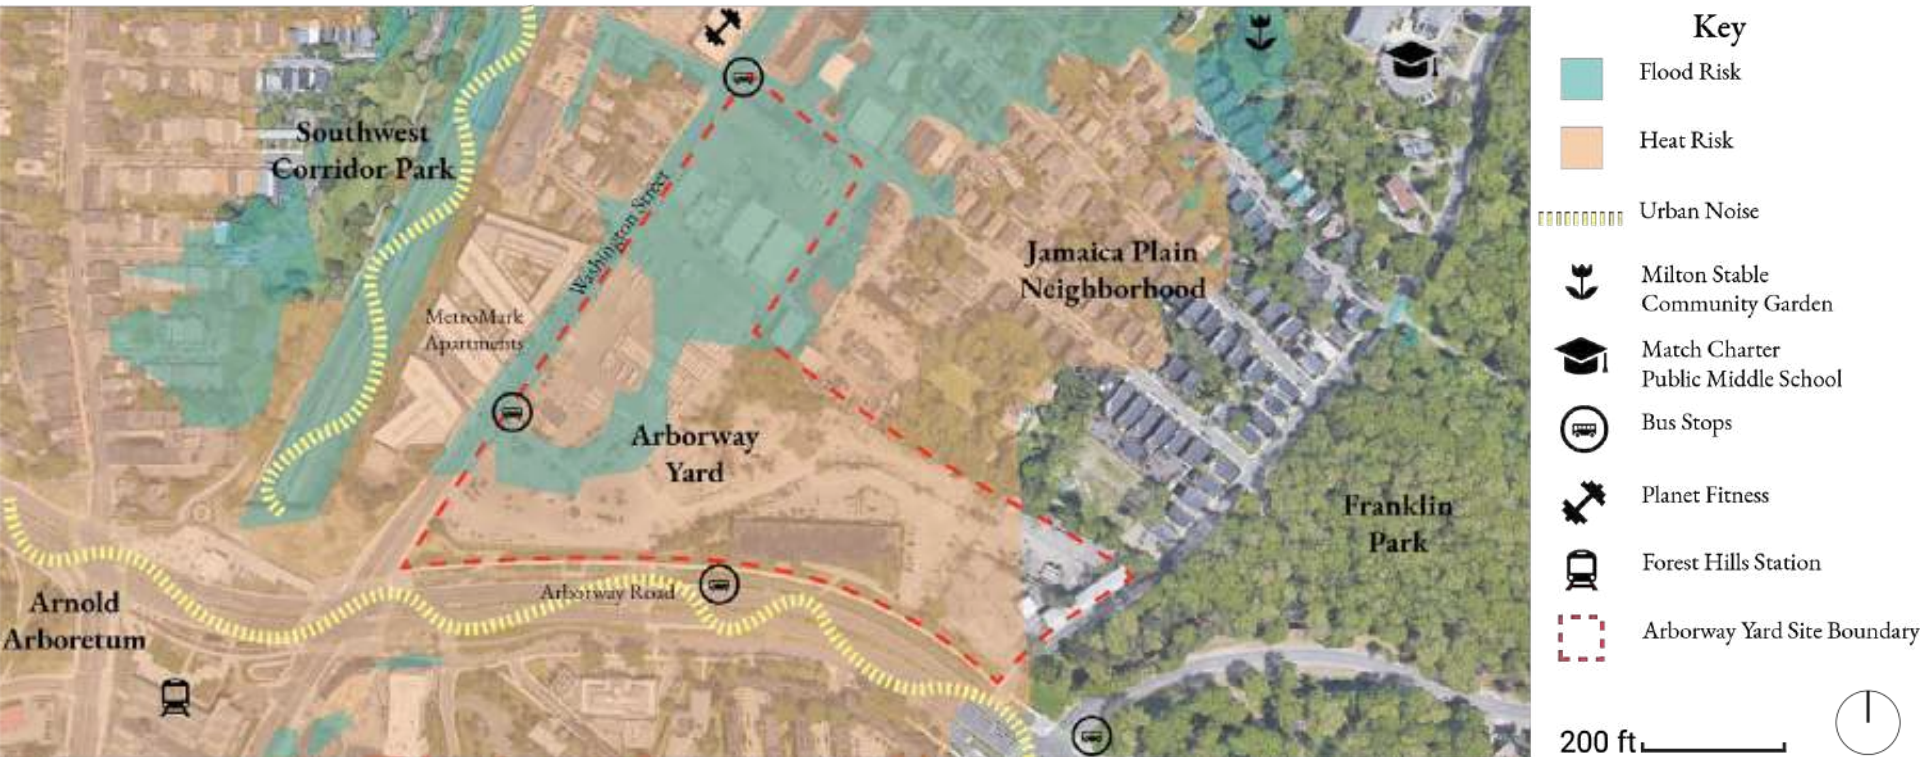 Southwest
Corridor Park
Washington Street
MetroMark
Apartments
Jamaica Plain
Neighborhood
Arborway
Yard
Franklin
Park
Arborway Road
Arnold
Arboretum
Key
Flood Risk
Heat Risk
Urban Noise
Milton Stable
Community Garden
Match Charter
Public Middle School
Bus Stops
Planet Fitness
Forest Hills Station
Arborway Yard Site Boundary
200 ft